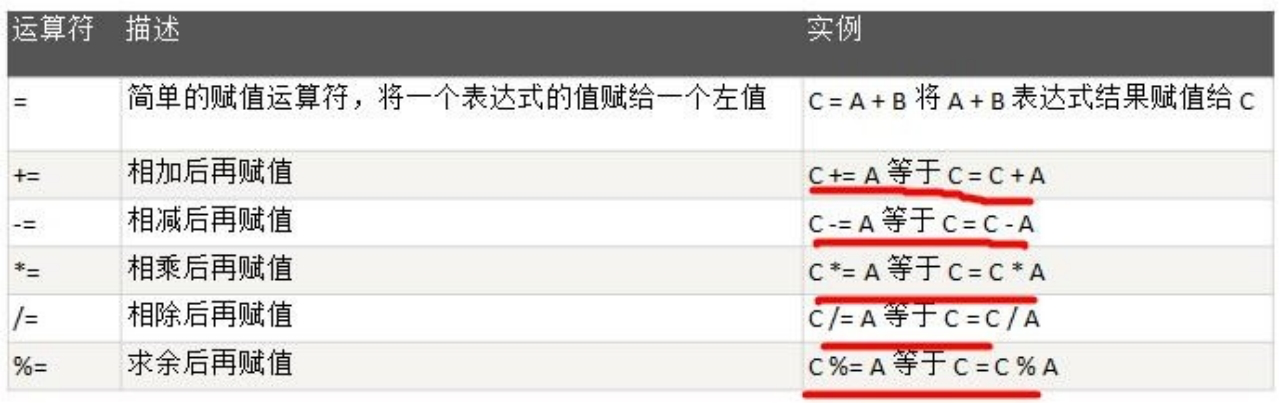 运算符 描述 实例
= 简单的赋值运算符，将一个表达式的值赋给一个左值 C = A + B 将 A + B 表达式结果赋值给 C
+= 相加后再赋值 C += A 等于 C = C + A
-= 相减后再赋值 C -= A 等于 C = C - A
*= 相乘后再赋值 C *= A 等于 C = C * A
/= 相除后再赋值 C /= A 等于 C = C / A
%= 求余后再赋值 C %= A 等于 C = C % A